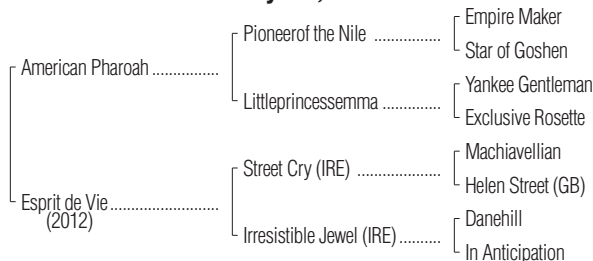 Empire Maker
Pioneerof the Nile ................
Star of Goshen
American Pharoah ................
Yankee Gentleman
Littleprincessemma ..............
Exclusive Rosette
Machiavellian
Street Cry (IRE) ....................
Helen Street (GB)
Esprit de Vie ..........................
(2012)
Danehill
Irresistible Jewel (IRE) ..........
In Anticipation